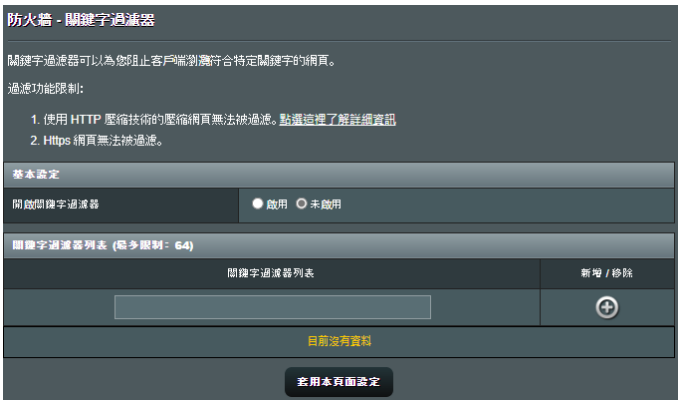 防火牆 - 關鍵字過濾器
關鍵字過濾器可以為您阻止客戶端瀏覽符合特定關鍵字的網頁。
過濾功能限制:
1. 使用 HTTP 壓縮技術的壓縮網頁無法被過濾。點選這裡了解詳細資訊
2. Https 網頁無法被過濾。
基本設定
開啟關鍵字過濾器 啟用 未啟用
關鍵字過濾器列表 (最多限制: 64)
關鍵字過濾器列表 新增 / 移除
目前沒有資料
套用本頁面設定